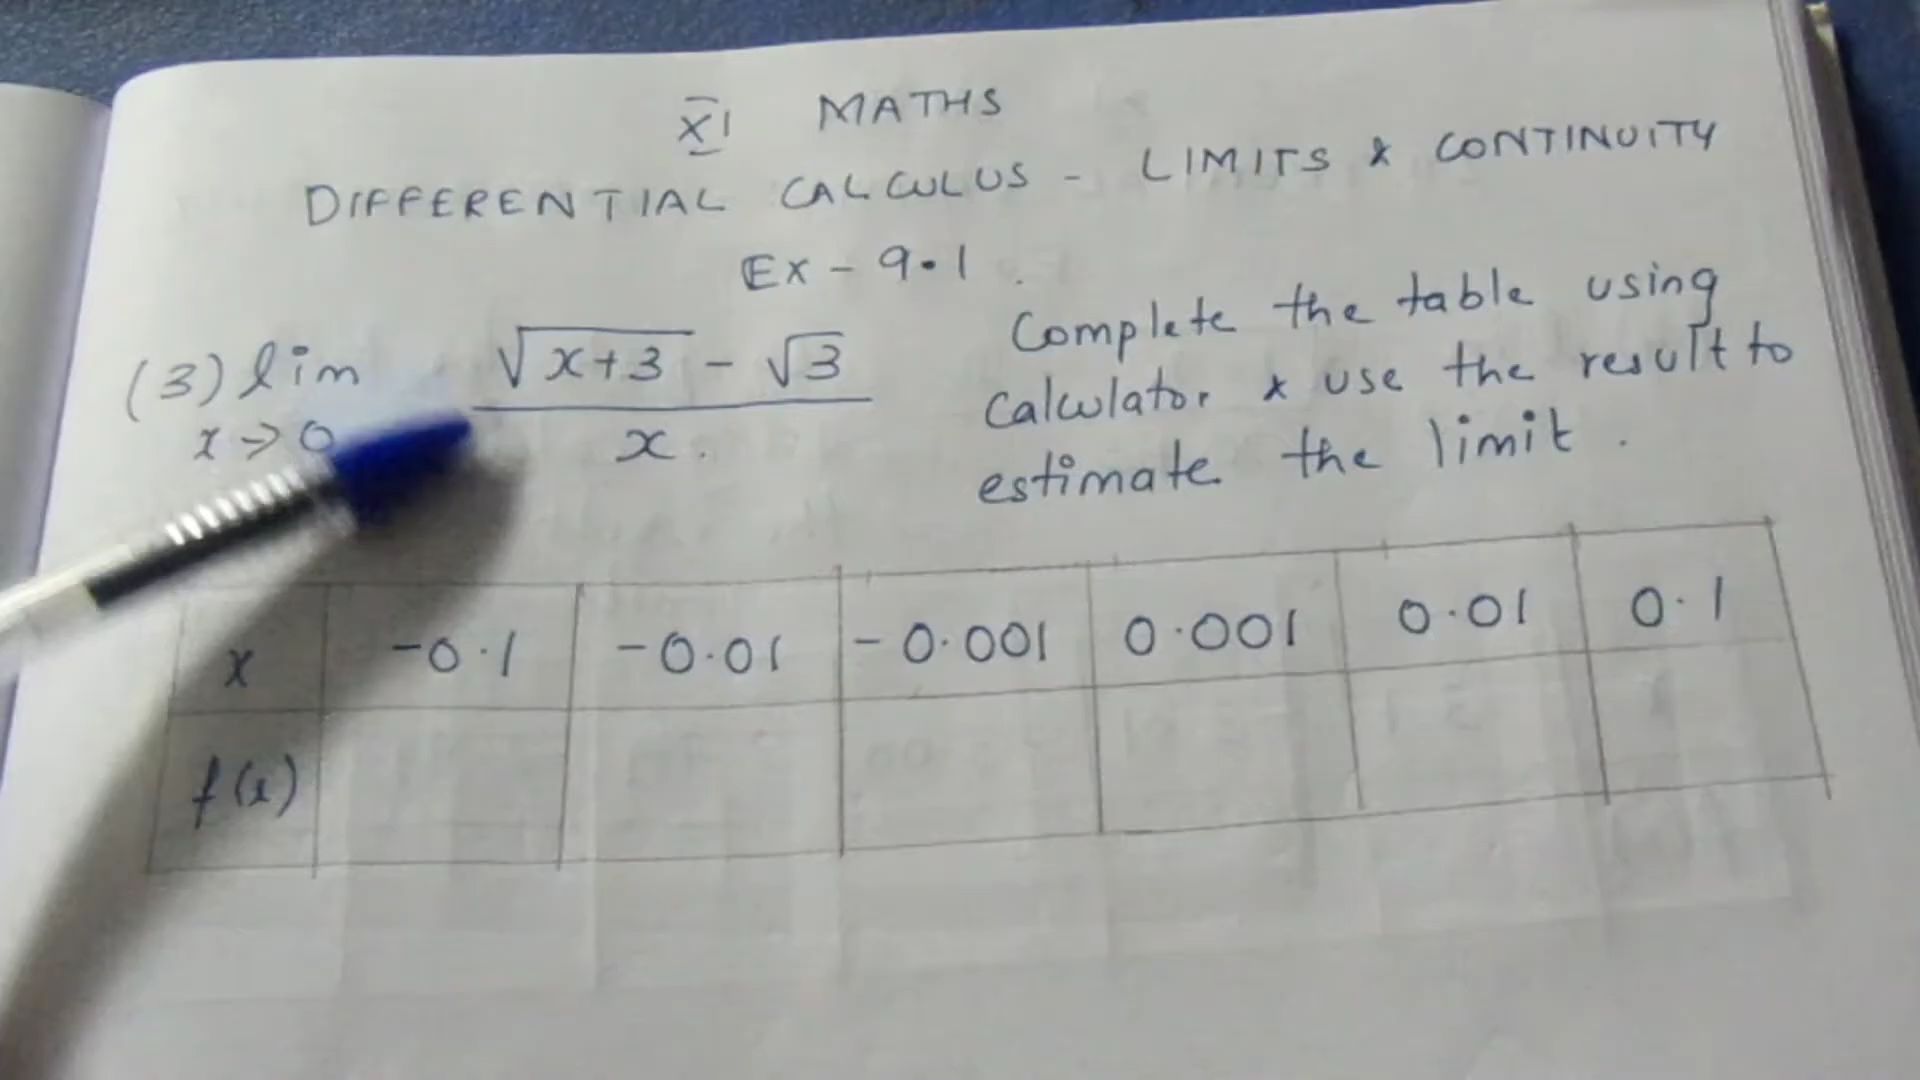 XI MATHS
DIFFERENTIAL CALCULUS - LIMITS & CONTINUITY
Ex - 9.1
(3) lim x->0 (√(x+3) - √3) / x.
Complete the table using
calculator & use the result to
estimate the limit.
x -0.1 -0.01 -0.001 0.001 0.01 0.1
f(x)